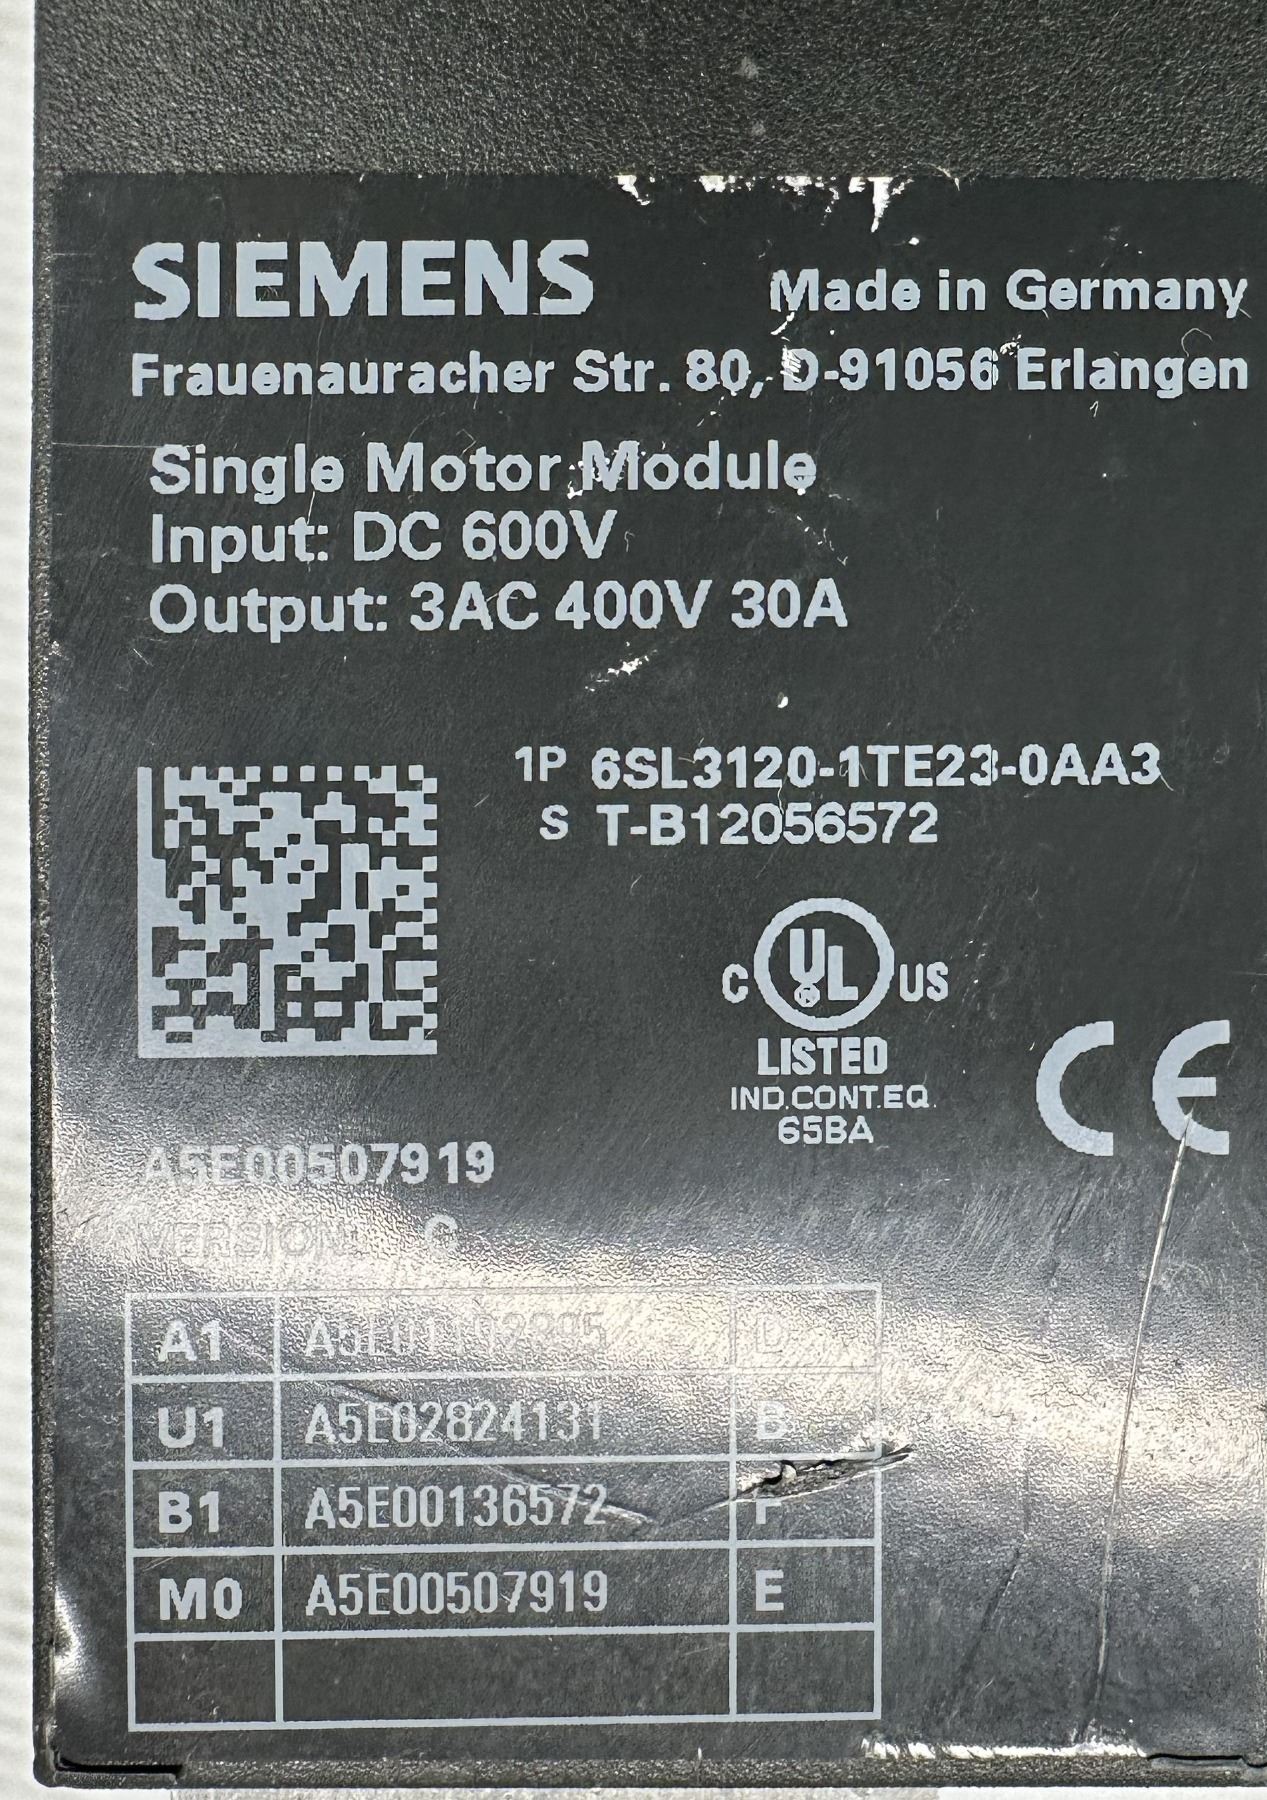 SIEMENS
Made in Germany
Frauenauracher Str. 80, D-91056 Erlangen
Single Motor Module
Input: DC 600V
Output: 3AC 400V 30A
1P 6SL3120-1TE23-0AA3
S T-B12056572
C UL US
LISTED
IND.CONT.EQ.
65BA
CE
A5E00507919
VERSION: C
A1 D
U1 A5E02824131 B
B1 A5E00136572 F
M0 A5E00507919 E